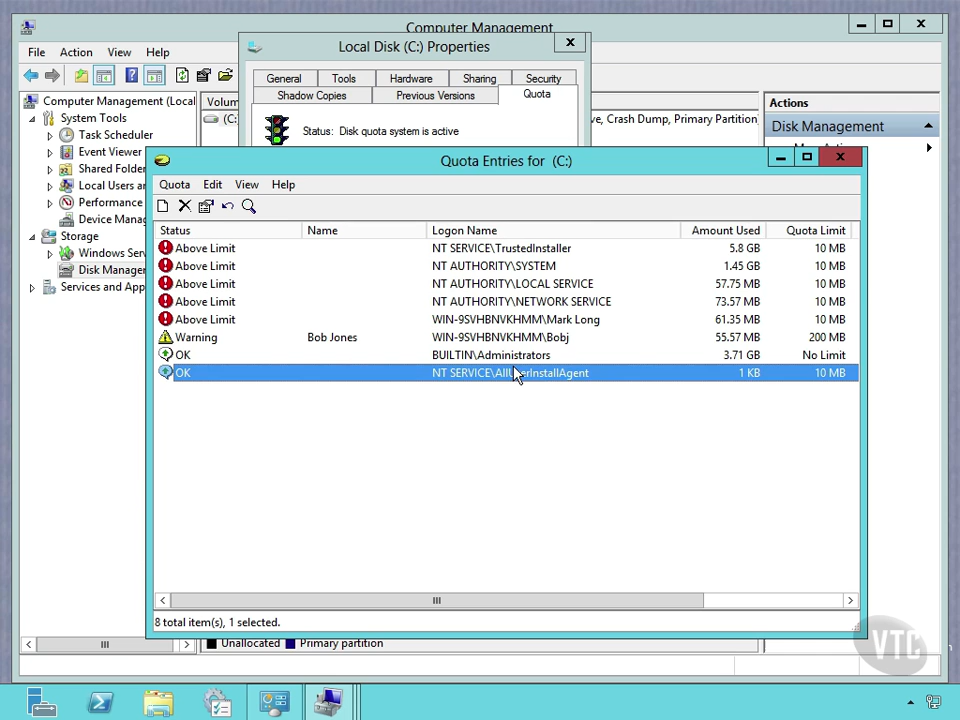 Computer Management
Local Disk (C:) Properties
File Action View Help
General Tools Hardware Sharing Security
Shadow Copies Previous Versions Quota
Computer Management (Local
System Tools
Task Scheduler
Event Viewer
Shared Folder
Local Users an
Performance
Device Manag
Storage
Windows Serv
Disk Manager
Services and App
Volum
(C:
Status: Disk quota system is active
ve, Crash Dump, Primary Partition)
Actions
Disk Management
Quota Entries for (C:)
Quota Edit View Help
Status Name Logon Name Amount Used Quota Limit
Above Limit NT SERVICE\TrustedInstaller 5.8 GB 10 MB
Above Limit NT AUTHORITY\SYSTEM 1.45 GB 10 MB
Above Limit NT AUTHORITY\LOCAL SERVICE 57.75 MB 10 MB
Above Limit NT AUTHORITY\NETWORK SERVICE 73.57 MB 10 MB
Above Limit WIN-9SVHBNVKHMM\Mark Long 61.35 MB 10 MB
Warning Bob Jones WIN-9SVHBNVKHMM\Bobj 55.57 MB 200 MB
OK BUILTIN\Administrators 3.71 GB No Limit
OK NT SERVICE\AllUserInstallAgent 1 KB 10 MB
8 total item(s), 1 selected.
Unallocated Primary partition
VTC